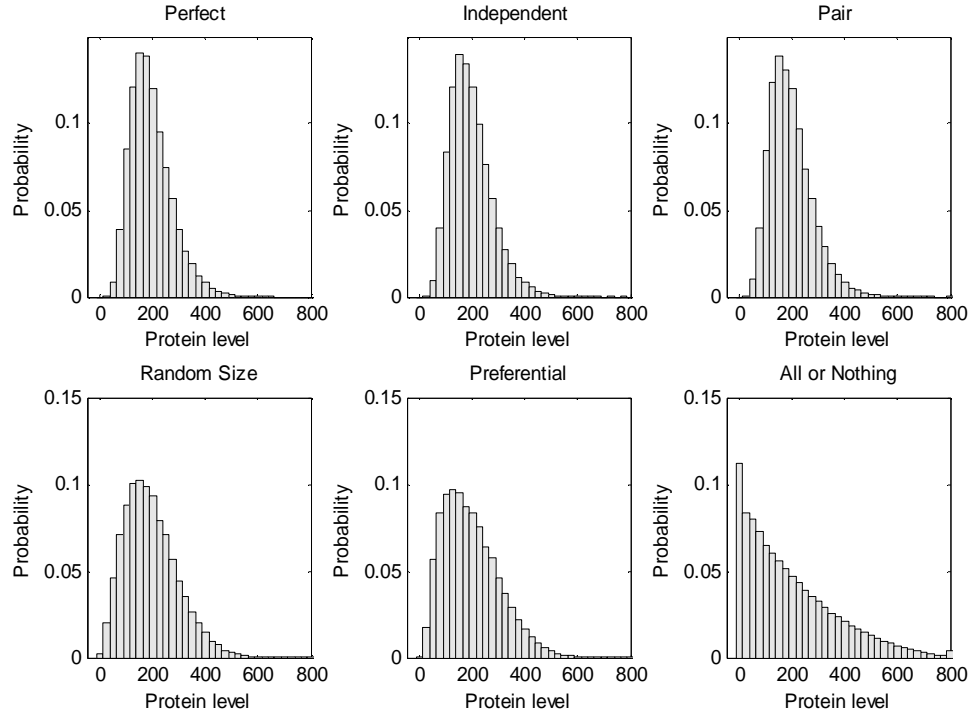 Perfect
Independent
Pair
Probability
0.1
0.05
0
0 200 400 600 800
Protein level
Probability
0.1
0.05
0
0 200 400 600 800
Protein level
Probability
0.1
0.05
0
0 200 400 600 800
Protein level
Random Size
Preferential
All or Nothing
Probability
0.15
0.1
0.05
0
0 200 400 600 800
Protein level
Probability
0.15
0.1
0.05
0
0 200 400 600 800
Protein level
Probability
0.15
0.1
0.05
0
0 200 400 600 800
Protein level